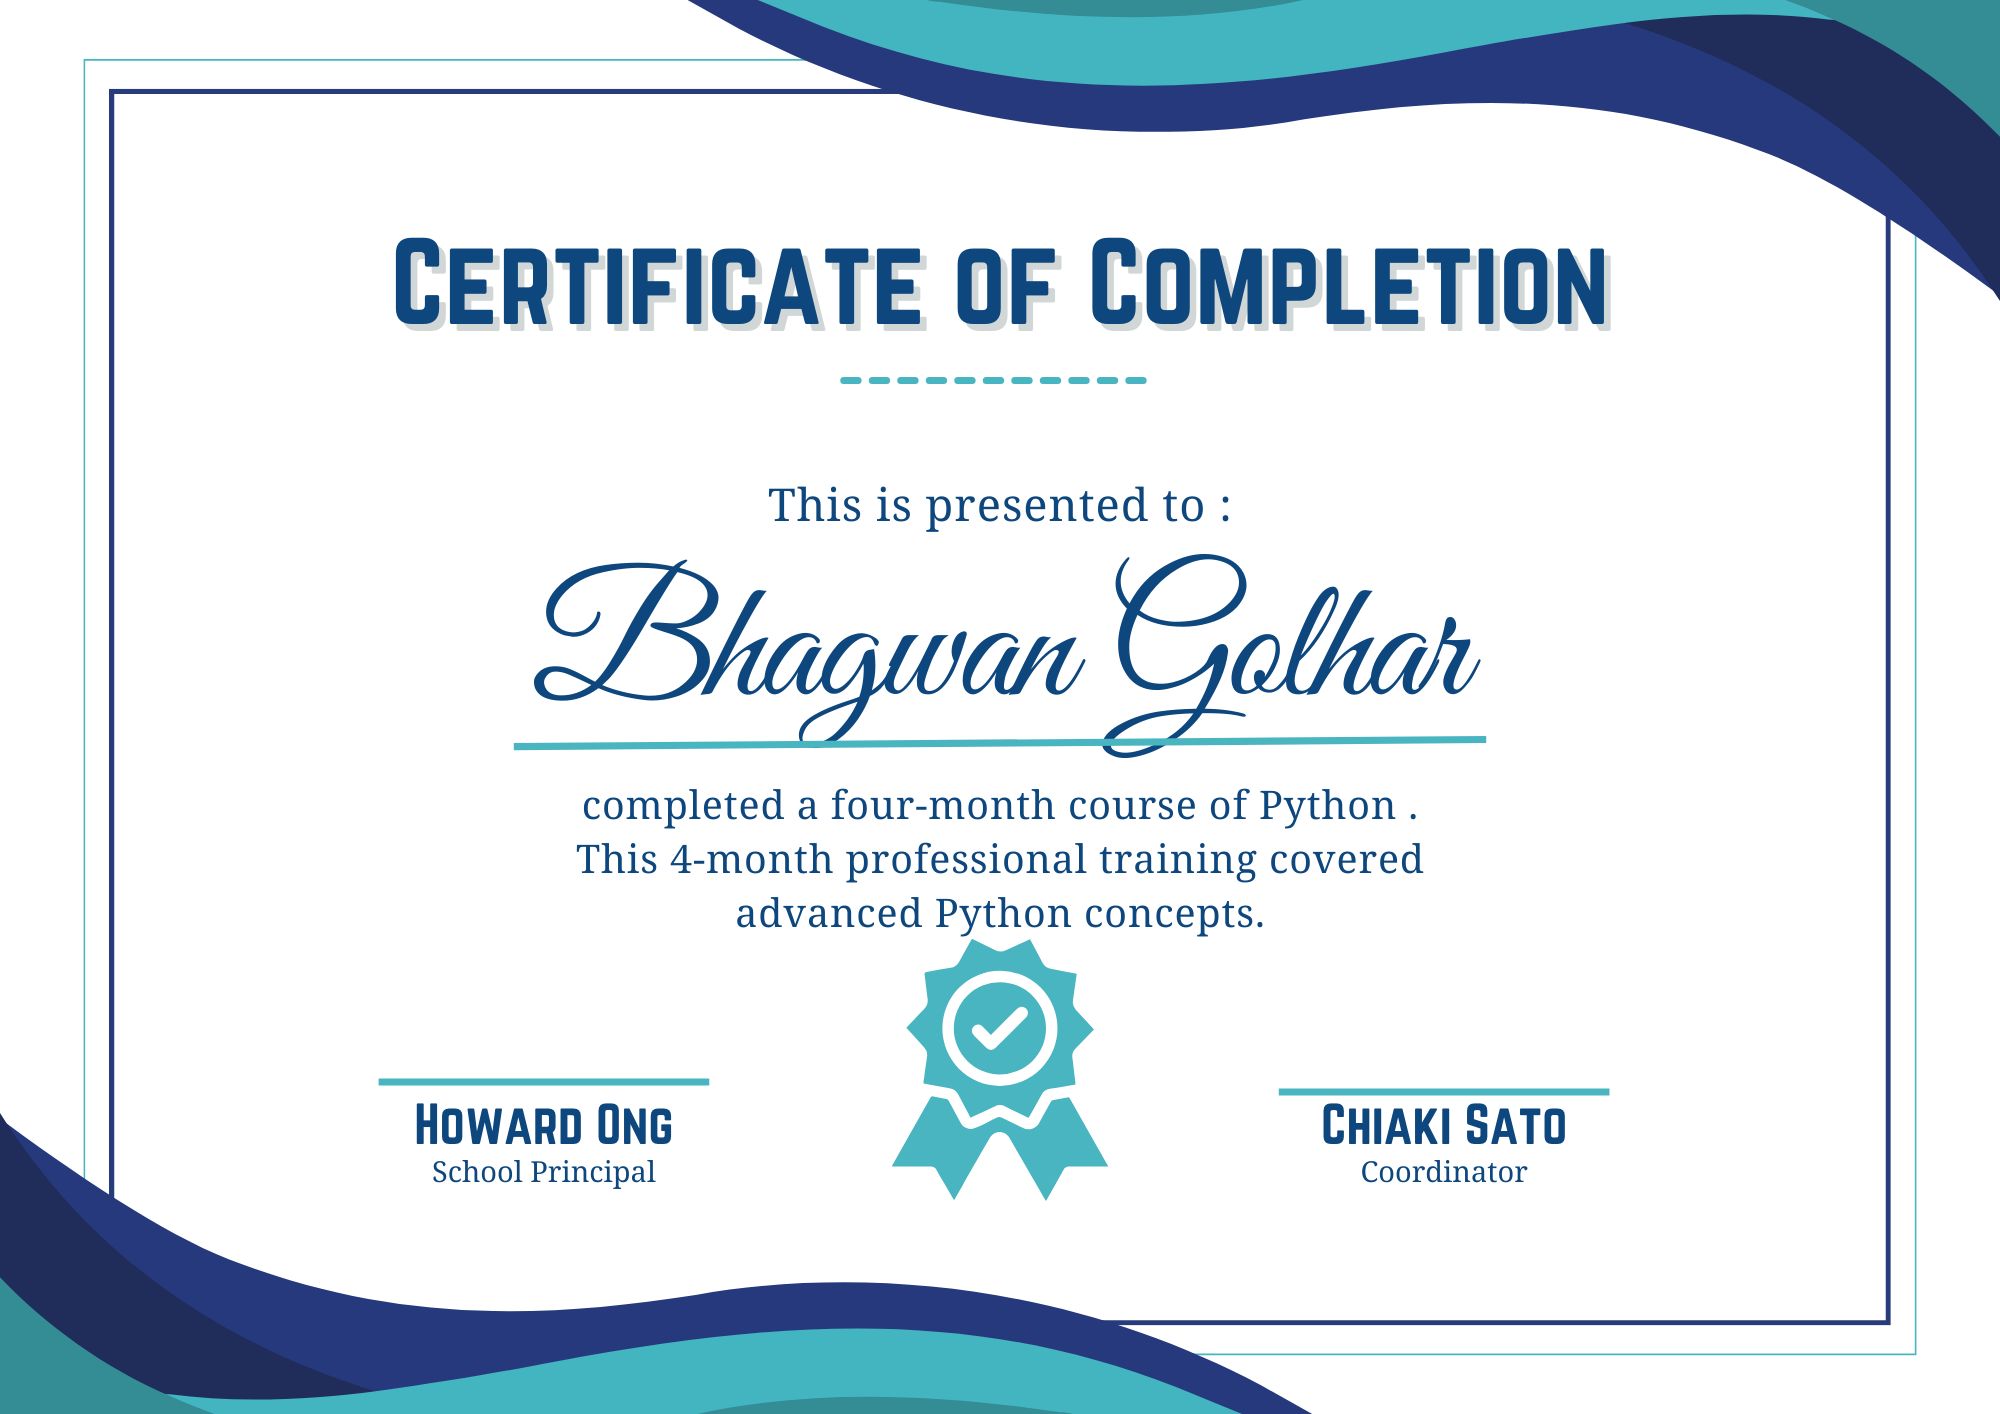 Certificate of Completion
This is presented to :
Bhagwan Golhar
completed a four-month course of Python .
This 4-month professional training covered
advanced Python concepts.
Howard Ong
School Principal
Chiaki Sato
Coordinator